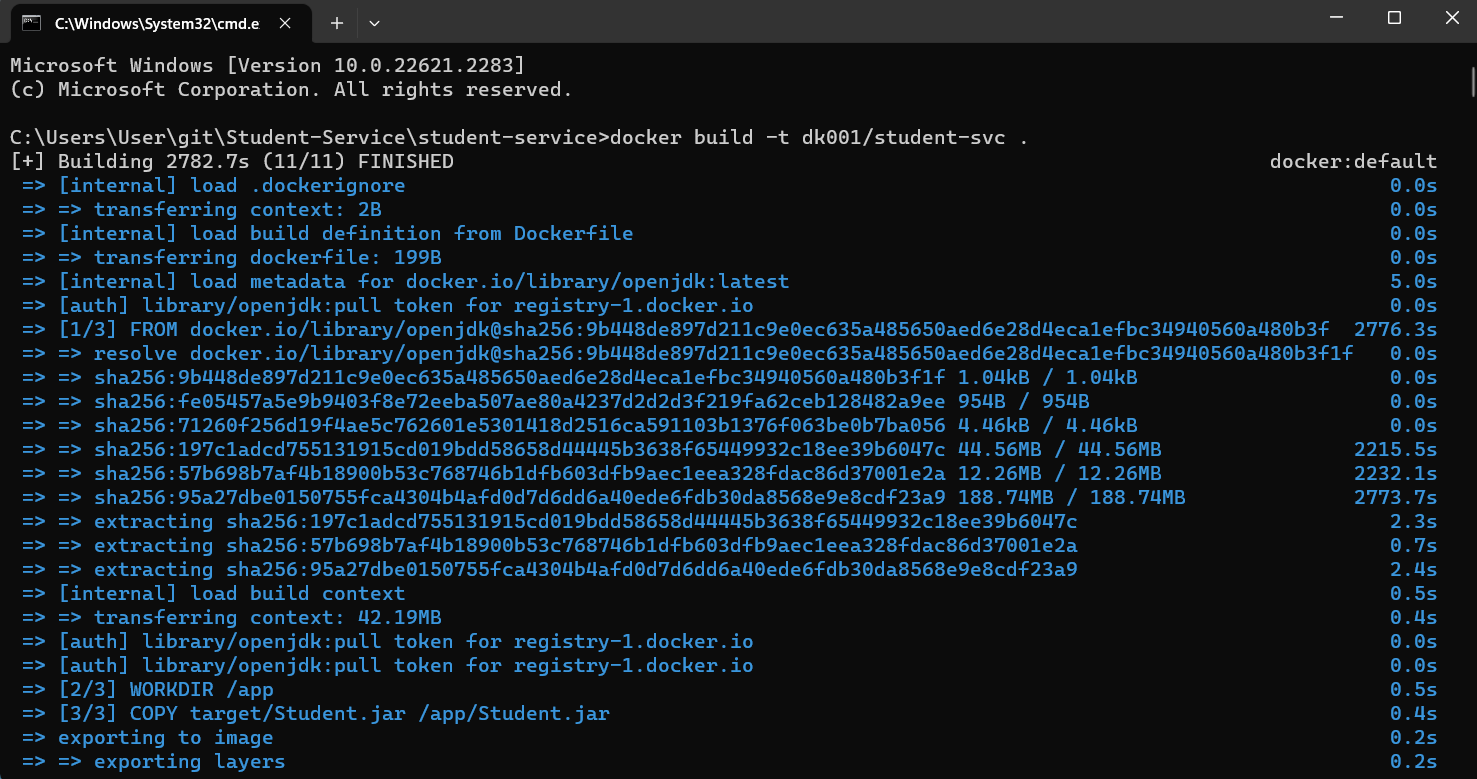 C:\Windows\System32\cmd.e
Microsoft Windows [Version 10.0.22621.2283]
(c) Microsoft Corporation. All rights reserved.
C:\Users\User\git\Student-Service\student-service>docker build -t dk001/student-svc .
[+] Building 2782.7s (11/11) FINISHED docker:default
=> [internal] load .dockerignore 0.0s
=> => transferring context: 2B 0.0s
=> [internal] load build definition from Dockerfile 0.0s
=> => transferring dockerfile: 199B 0.0s
=> [internal] load metadata for docker.io/library/openjdk:latest 5.0s
=> [auth] library/openjdk:pull token for registry-1.docker.io 0.0s
=> [1/3] FROM docker.io/library/openjdk@sha256:9b448de897d211c9e0ec635a485650aed6e28d4eca1efbc34940560a480b3f 2776.3s
=> => resolve docker.io/library/openjdk@sha256:9b448de897d211c9e0ec635a485650aed6e28d4eca1efbc34940560a480b3f1f 0.0s
=> => sha256:9b448de897d211c9e0ec635a485650aed6e28d4eca1efbc34940560a480b3f1f 1.04kB / 1.04kB 0.0s
=> => sha256:fe05457a5e9b9403f8e72eeba507ae80a4237d2d2d3f219fa62ceb128482a9ee 954B / 954B 0.0s
=> => sha256:71260f256d19f4ae5c762601e5301418d2516ca591103b1376f063be0b7ba056 4.46kB / 4.46kB 0.0s
=> => sha256:197c1adcd755131915cd019bdd58658d44445b3638f65449932c18ee39b6047c 44.56MB / 44.56MB 2215.5s
=> => sha256:57b698b7af4b18900b53c768746b1dfb603dfb9aec1eea328fdac86d37001e2a 12.26MB / 12.26MB 2232.1s
=> => sha256:95a27dbe0150755fca4304b4afd0d7d6dd6a40ede6fdb30da8568e9e8cdf23a9 188.74MB / 188.74MB 2773.7s
=> => extracting sha256:197c1adcd755131915cd019bdd58658d44445b3638f65449932c18ee39b6047c 2.3s
=> => extracting sha256:57b698b7af4b18900b53c768746b1dfb603dfb9aec1eea328fdac86d37001e2a 0.7s
=> => extracting sha256:95a27dbe0150755fca4304b4afd0d7d6dd6a40ede6fdb30da8568e9e8cdf23a9 2.4s
=> [internal] load build context 0.5s
=> => transferring context: 42.19MB 0.4s
=> [auth] library/openjdk:pull token for registry-1.docker.io 0.0s
=> [auth] library/openjdk:pull token for registry-1.docker.io 0.0s
=> [2/3] WORKDIR /app 0.5s
=> [3/3] COPY target/Student.jar /app/Student.jar 0.4s
=> exporting to image 0.2s
=> => exporting layers 0.2s